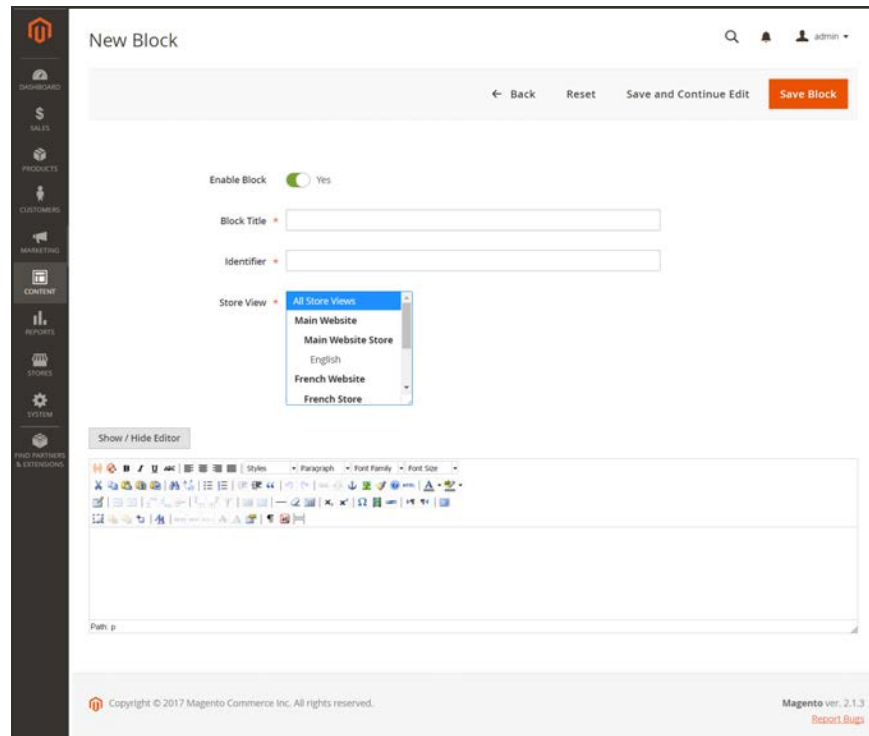 New Block
admin
DASHBOARD
SALES
PRODUCTS
CUSTOMERS
MARKETING
CONTENT
REPORTS
STORES
SYSTEM
FIND PARTNERS
& EXTENSIONS
← Back Reset Save and Continue Edit Save Block
Enable Block Yes
Block Title *
Identifier *
Store View * All Store Views
Main Website
Main Website Store
English
French Website
French Store
Show / Hide Editor
B I U ABC Styles Paragraph Font Family Font Size
Path: p
Copyright © 2017 Magento Commerce Inc. All rights reserved.
Magento ver. 2.1.3
Report Bugs